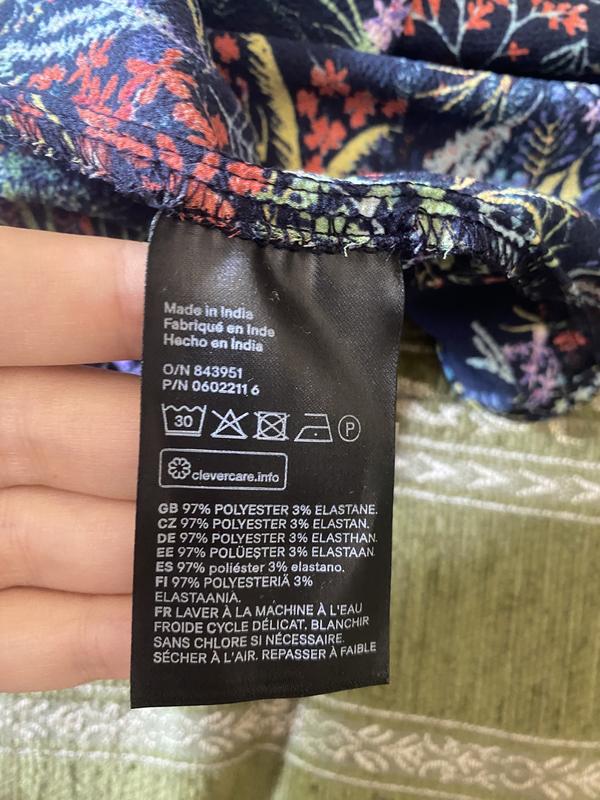 Made in India
Fabriqué en Inde
Hecho en India
O/N 843951
P/N 0602211 6
30 P
clevercare.info
GB 97% POLYESTER 3% ELASTANE.
CZ 97% POLYESTER 3% ELASTAN.
DE 97% POLYESTER 3% ELASTHAN.
EE 97% POLÜESTER 3% ELASTAAN.
ES 97% poliéster 3% elastano.
FI 97% POLYESTERIÄ 3%
ELASTAANIA.
FR LAVER À LA MACHINE À L'EAU
FROIDE CYCLE DÉLICAT. BLANCHIR
SANS CHLORE SI NÉCESSAIRE.
SÉCHER À L'AIR. REPASSER À FAIBLE